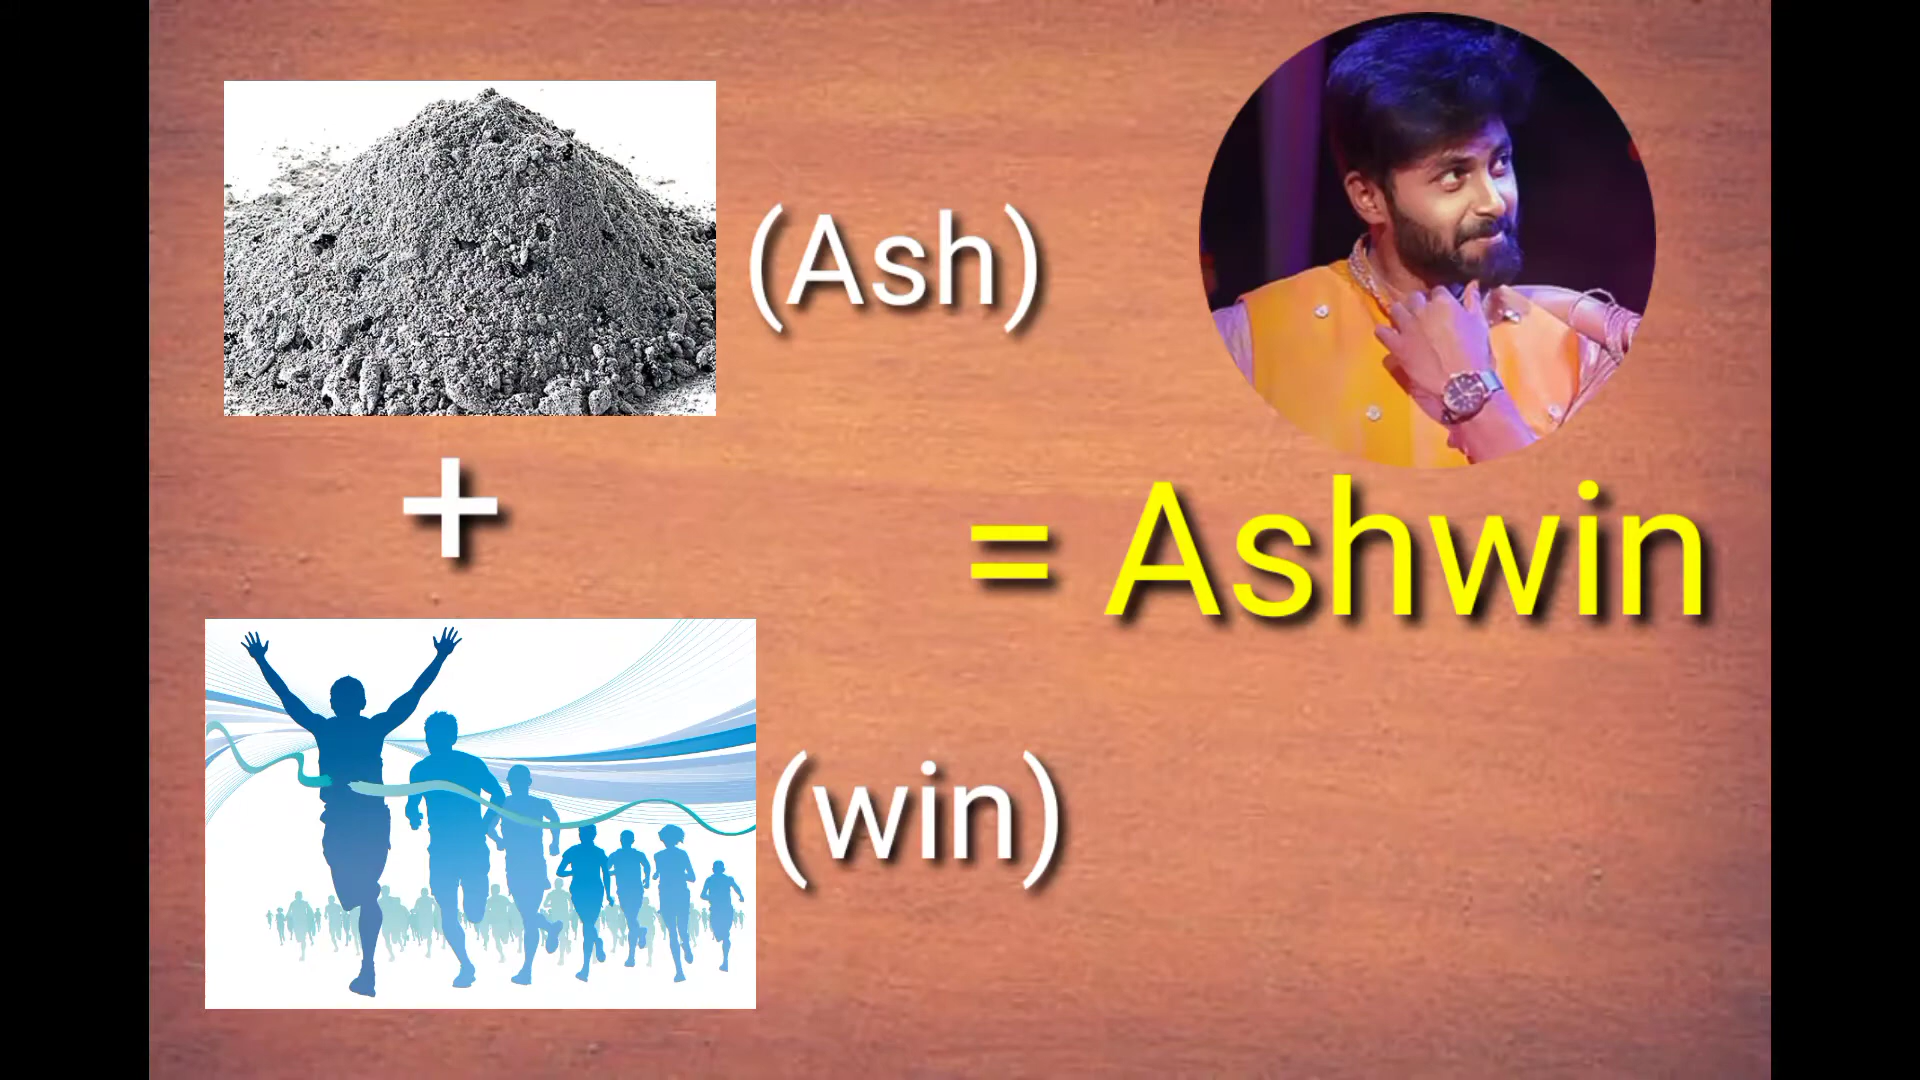 (Ash)
+
= Ashwin
(win)